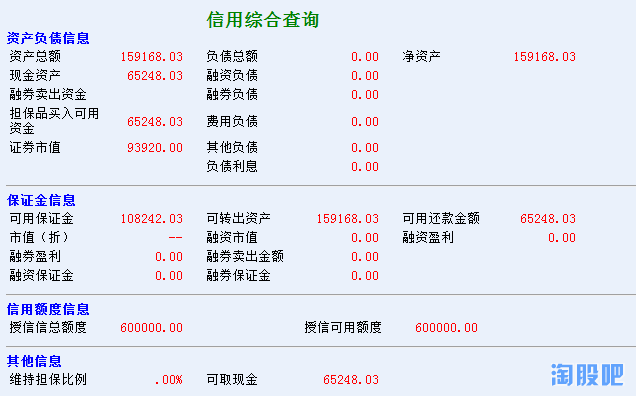 信用综合查询
资产负债信息
资产总额 159168.03 负债总额 0.00 净资产 159168.03
现金资产 65248.03 融资负债 0.00
融券卖出资金 融券负债 0.00
担保品买入可用资金 65248.03 费用负债 0.00
证券市值 93920.00 其他负债 0.00
负债利息 0.00
保证金信息
可用保证金 108242.03 可转出资产 159168.03 可用还款金额 65248.03
市值（折） -- 融资市值 0.00 融资盈利 0.00
融券盈利 0.00 融券卖出金额 0.00
融资保证金 0.00 融券保证金 0.00
信用额度信息
授信信总额度 600000.00 授信可用额度 600000.00
其他信息
维持担保比例 .00% 可取现金 65248.03
淘股吧